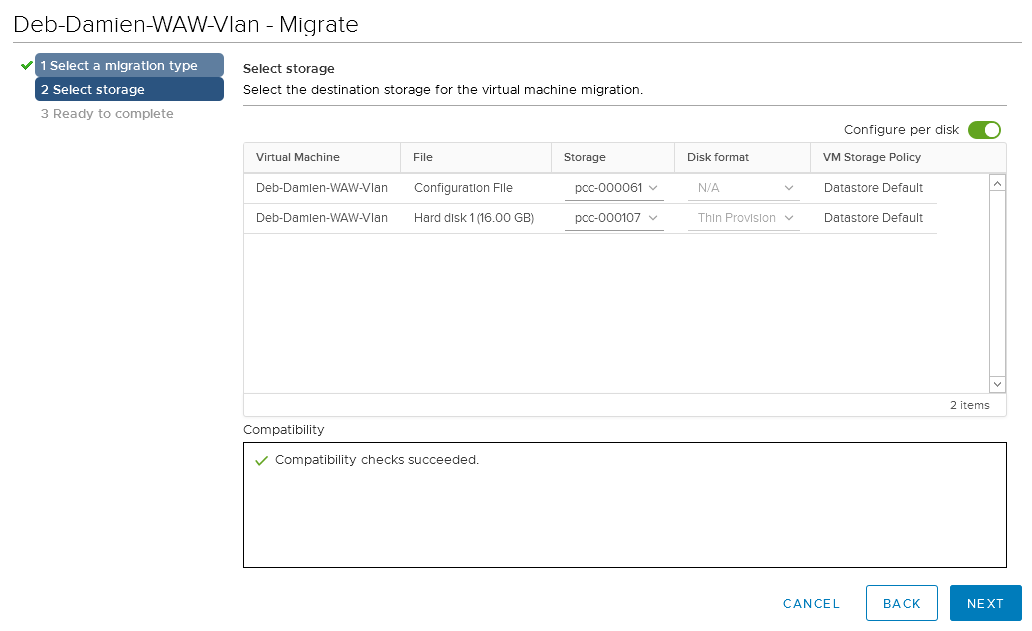 Deb-Damien-WAW-Vlan - Migrate
1 Select a migration type
2 Select storage
3 Ready to complete
Select storage
Select the destination storage for the virtual machine migration.
Configure per disk
Virtual Machine File Storage Disk format VM Storage Policy
Deb-Damien-WAW-Vlan Configuration File pcc-000061 N/A Datastore Default
Deb-Damien-WAW-Vlan Hard disk 1 (16.00 GB) pcc-000107 Thin Provision Datastore Default
2 items
Compatibility
Compatibility checks succeeded.
CANCEL BACK NEXT